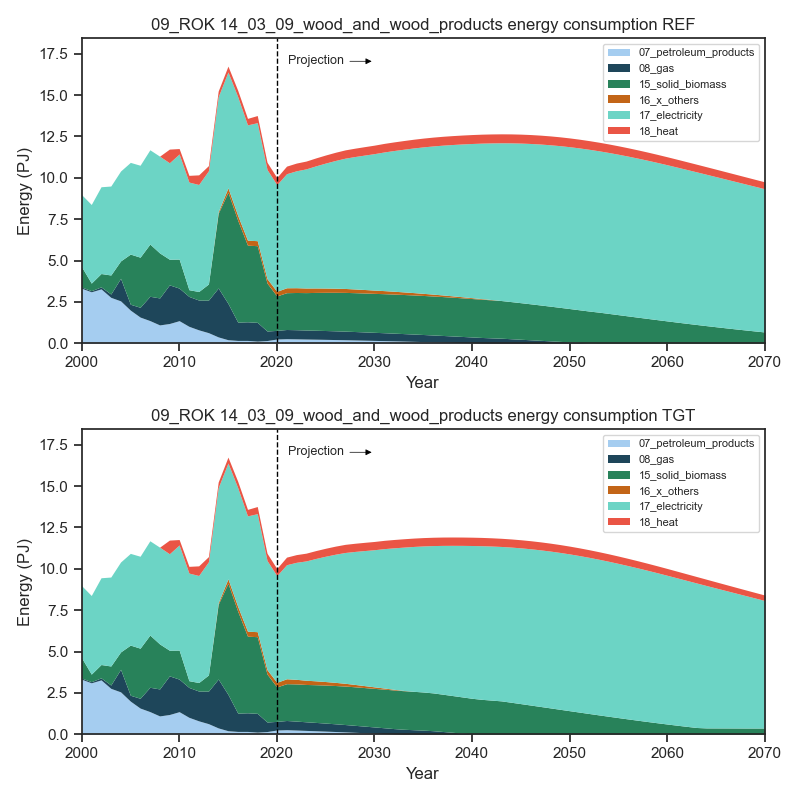 09_ROK 14_03_09_wood_and_wood_products energy consumption REF
Energy (PJ)
17.5
15.0
12.5
10.0
7.5
5.0
2.5
0.0
Projection
07_petroleum_products
08_gas
15_solid_biomass
16_x_others
17_electricity
18_heat
2000 2010 2020 2030 2040 2050 2060 2070
Year
09_ROK 14_03_09_wood_and_wood_products energy consumption TGT
Energy (PJ)
17.5
15.0
12.5
10.0
7.5
5.0
2.5
0.0
Projection
07_petroleum_products
08_gas
15_solid_biomass
16_x_others
17_electricity
18_heat
2000 2010 2020 2030 2040 2050 2060 2070
Year